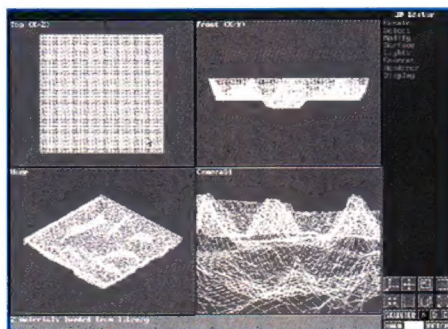 Top (X-Z)
Front (X-Y)
3D Editor
Create
Select
Modify
Surface
Lights
Cameras
Renderer
Display
User
Camera01
2 materials loaded from library